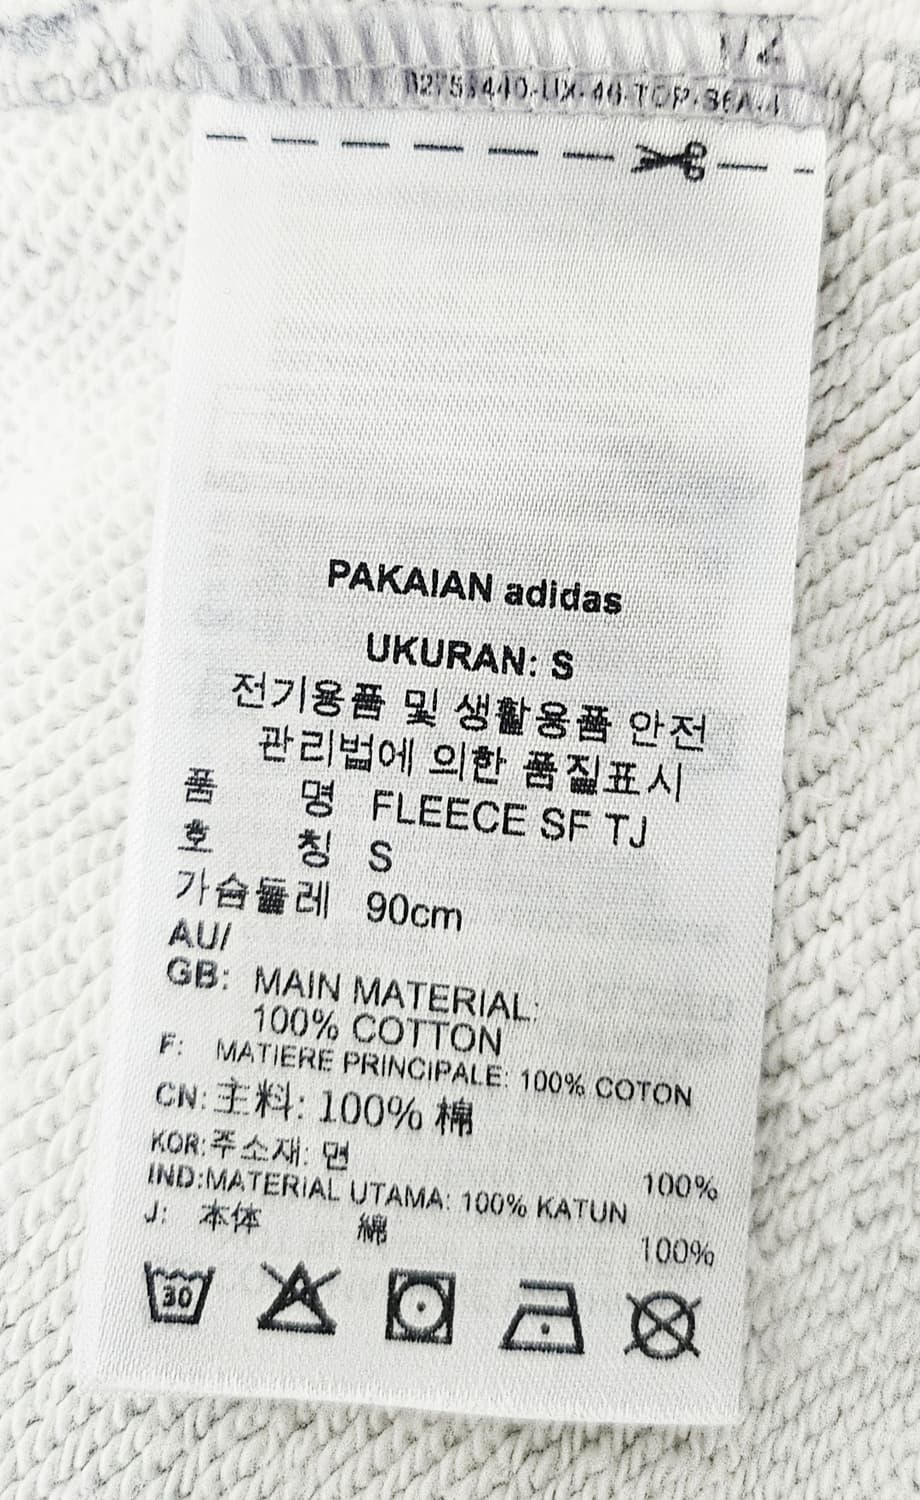 1/2
PAKAIAN adidas
UKURAN: S
전기용품 및 생활용품 안전
관리법에 의한 품질표시
품 명 FLEECE SF TJ
호 칭 S
가슴둘레 90cm
AU/
GB: MAIN MATERIAL:
100% COTTON
F: MATIERE PRINCIPALE: 100% COTON
CN: 主料: 100% 棉
KOR: 주소재: 면 100%
IND:MATERIAL UTAMA: 100% KATUN
J: 本体 綿 100%
30